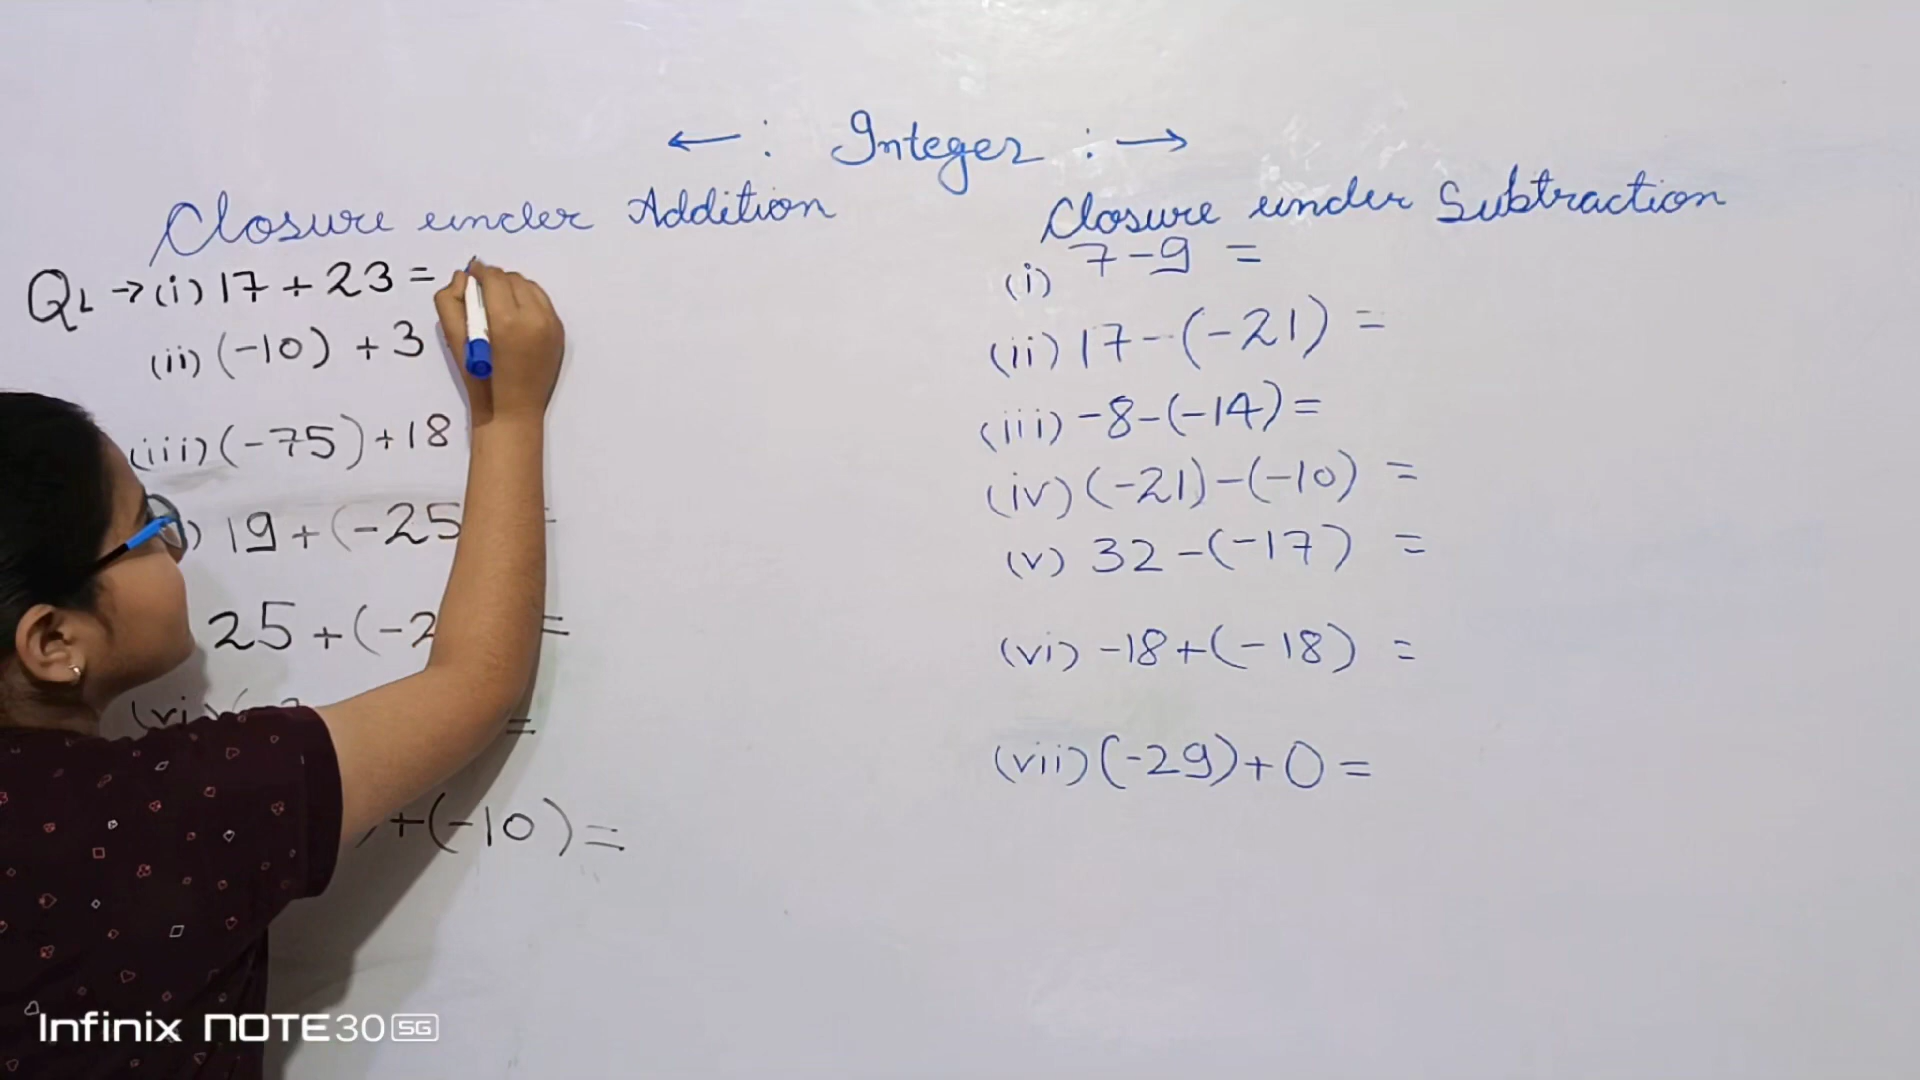 ← : Integer : →
Closure under Addition
Q1 → (i) 17 + 23 =
(ii) (-10) + 3
(iii) (-75) + 18
) 19 + (-25 =
25 + (-2 =
(vi) ( =
) + (-10) =
Closure under Subtraction
(i) 7 - 9 =
(ii) 17 - (-21) =
(iii) -8 - (-14) =
(iv) (-21) - (-10) =
(v) 32 - (-17) =
(vi) -18 + (-18) =
(vii) (-29) + 0 =
Infinix NOTE 30 5G